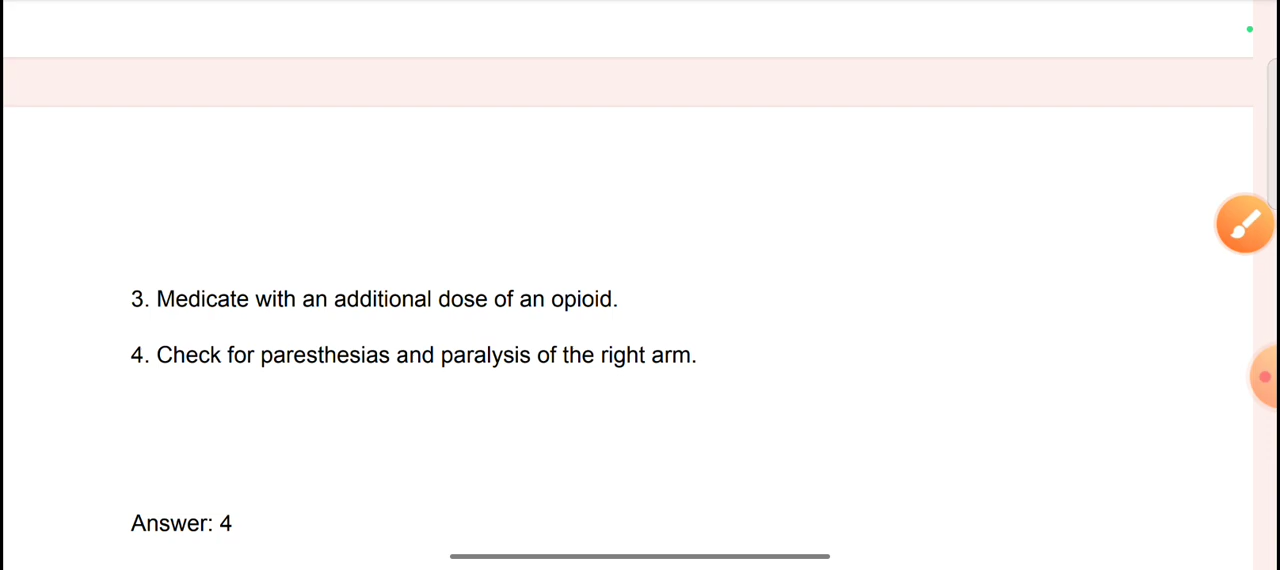 3. Medicate with an additional dose of an opioid.
4. Check for paresthesias and paralysis of the right arm.
Answer: 4